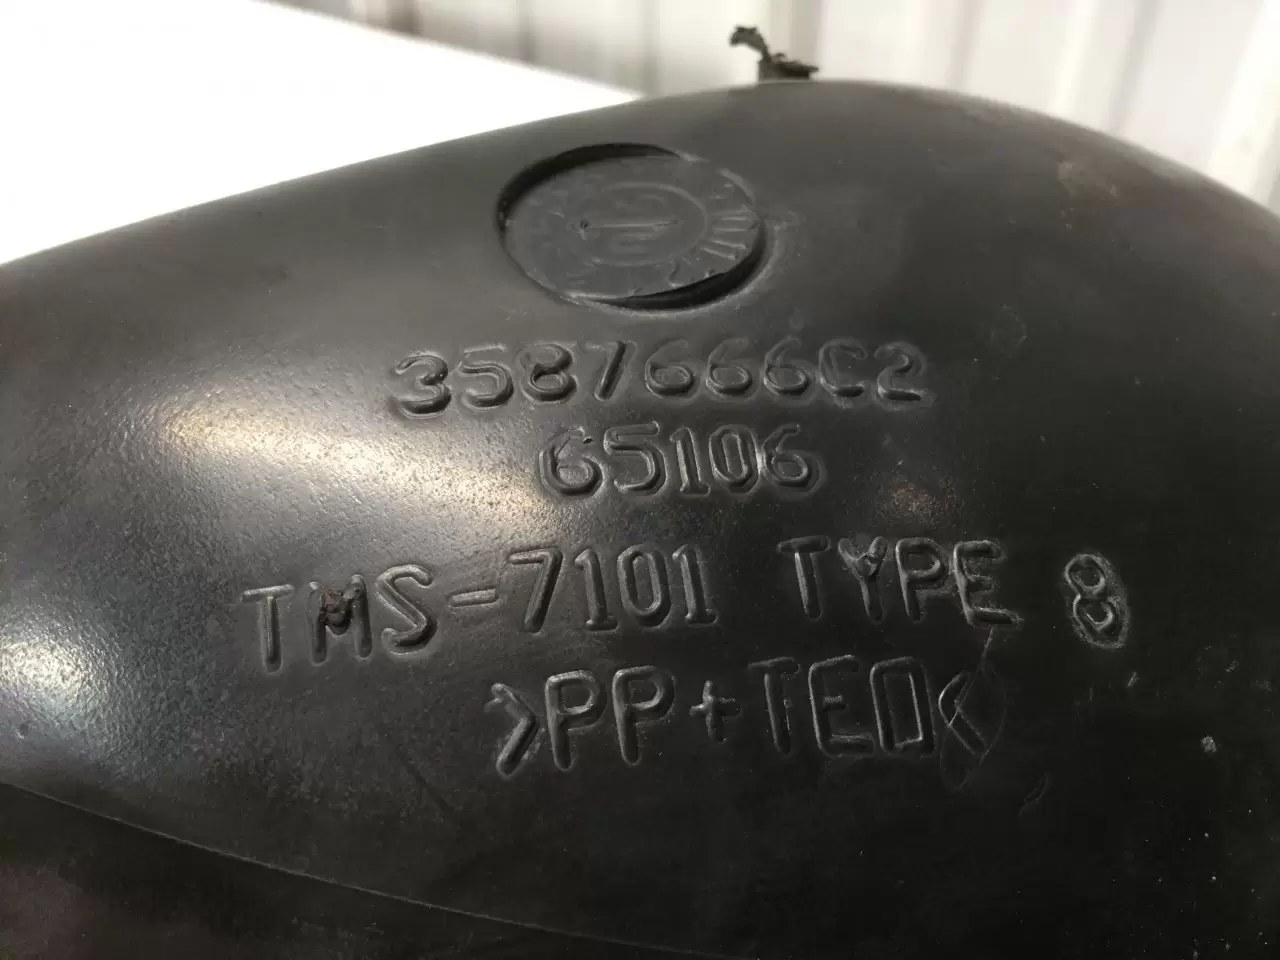 3587666C2
65106
TMS-7101 TYPE 8
>PP+TEO<